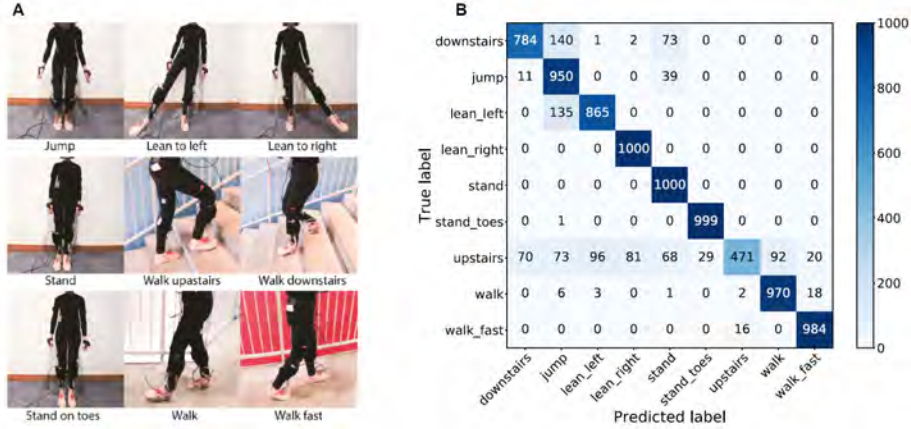 A
Jump Lean to left Lean to right
Stand Walk upastairs Walk downstairs
Stand on toes Walk Walk fast
B
True label
downstairs 784 140 1 2 73 0 0 0 0
jump 11 950 0 0 39 0 0 0 0
lean_left 0 135 865 0 0 0 0 0 0
lean_right 0 0 0 1000 0 0 0 0 0
stand 0 0 0 0 1000 0 0 0 0
stand_toes 0 1 0 0 0 999 0 0 0
upstairs 70 73 96 81 68 29 471 92 20
walk 0 6 3 0 1 0 2 970 18
walk_fast 0 0 0 0 0 0 16 0 984
downstairs jump lean_left lean_right stand stand_toes upstairs walk walk_fast
Predicted label
1000
800
600
400
200
0